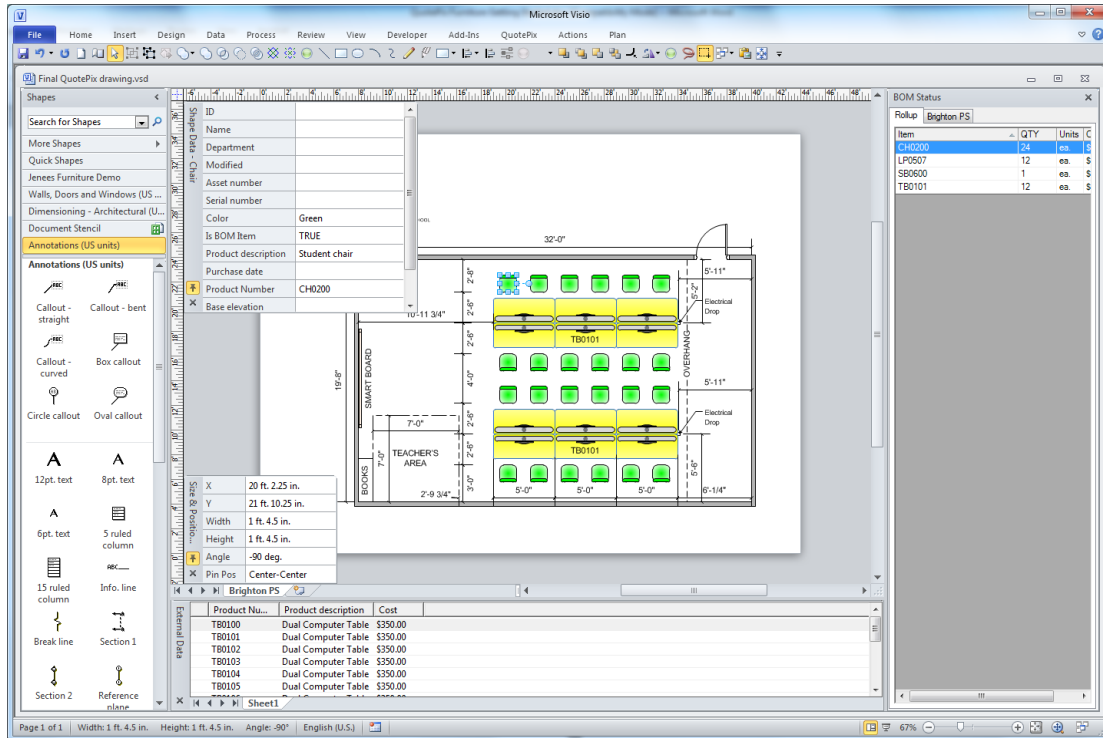 Microsoft Visio
File Home Insert Design Data Process Review View Developer Add-Ins QuotePix Actions Plan
Final QuotePix drawing.vsd
Shapes
Search for Shapes
More Shapes
Quick Shapes
Jenees Furniture Demo
Walls, Doors and Windows (US ...
Dimensioning - Architectural (U...
Document Stencil
Annotations (US units)
Annotations (US units)
Callout - straight
Callout - bent
Callout - curved
Box callout
Circle callout
Oval callout
A
12pt. text
A
8pt. text
A
6pt. text
5 ruled column
15 ruled column
Info. line
Break line
Section 1
Section 2
Reference plane
Shape Data - Chair
ID
Name
Department
Modified
Asset number
Serial number
Color Green
Is BOM Item TRUE
Product description Student chair
Purchase date
Product Number CH0200
Base elevation
32'-0"
5'-11"
5'-2"
Electrical Drop
10'-11 3/4"
2'-6"
2'-6"
2'-6"
4'-0"
2'-6"
2'-6"
3'-0"
TB0101
OVERHANG
19'-8"
SMART BOARD
5'-11"
7'-0"
Electrical Drop
TB0101
7'-0"
TEACHER'S AREA
BOOKS
2'-9 3/4"
5'-0" 5'-0" 5'-0"
5'-6"
6'-1/4"
Size & Positio...
X 20 ft. 2.25 in.
Y 21 ft. 10.25 in.
Width 1 ft. 4.5 in.
Height 1 ft. 4.5 in.
Angle -90 deg.
Pin Pos Center-Center
Brighton PS
External Data
Product Nu... Product description Cost
TB0100 Dual Computer Table $350.00
TB0101 Dual Computer Table $350.00
TB0102 Dual Computer Table $350.00
TB0103 Dual Computer Table $350.00
TB0104 Dual Computer Table $350.00
TB0105 Dual Computer Table $350.00
Sheet1
BOM Status
Rollup Brighton PS
Item QTY Units C
CH0200 24 ea. $
LP0507 12 ea. $
SB0600 1 ea. $
TB0101 12 ea. $
Page 1 of 1 Width: 1 ft. 4.5 in. Height: 1 ft. 4.5 in. Angle: -90° English (U.S.) 67%